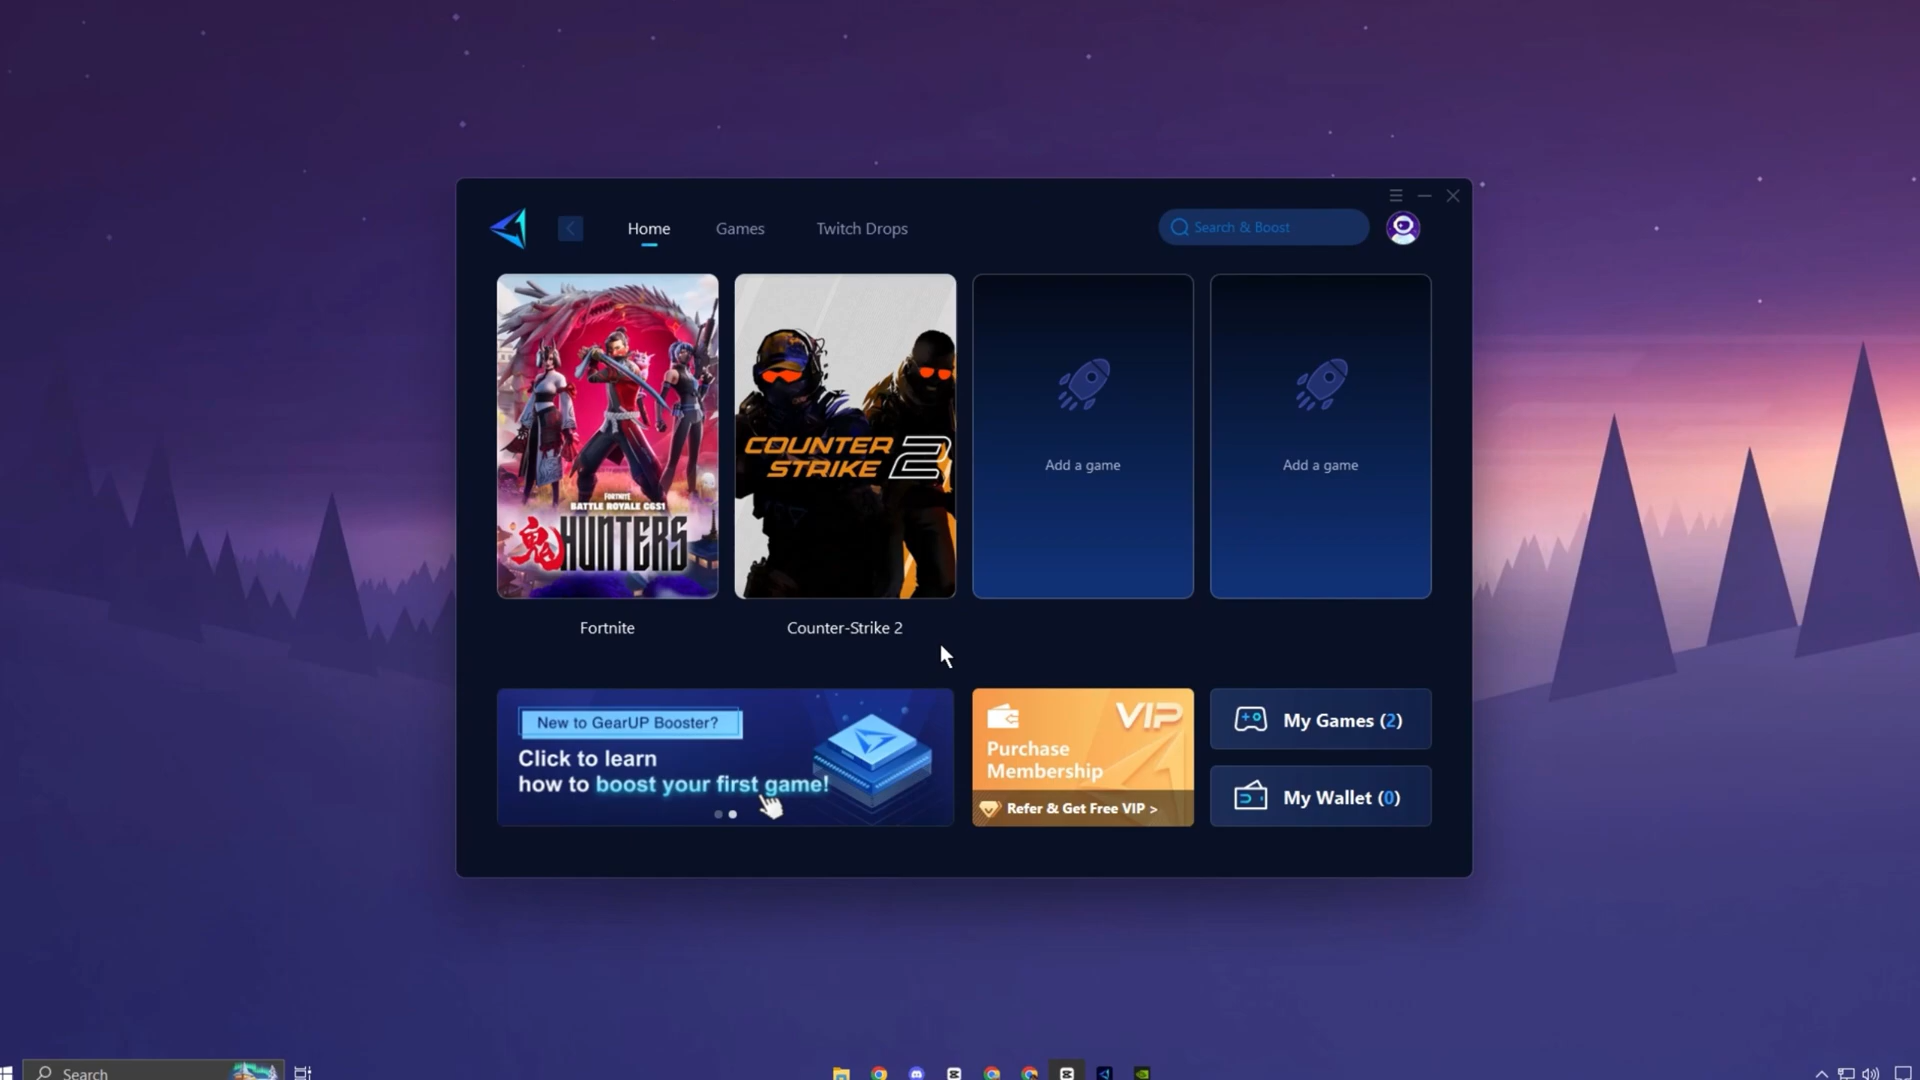 Home
Games
Twitch Drops
Search & Boost
FORTNITE
BATTLE ROYALE C6S1
鬼HUNTERS
COUNTER
STRIKE 2
Add a game
Add a game
Fortnite
Counter-Strike 2
New to GearUP Booster?
Click to learn
how to boost your first game!
VIP
Purchase
Membership
Refer & Get Free VIP >
My Games (2)
My Wallet (0)
Search